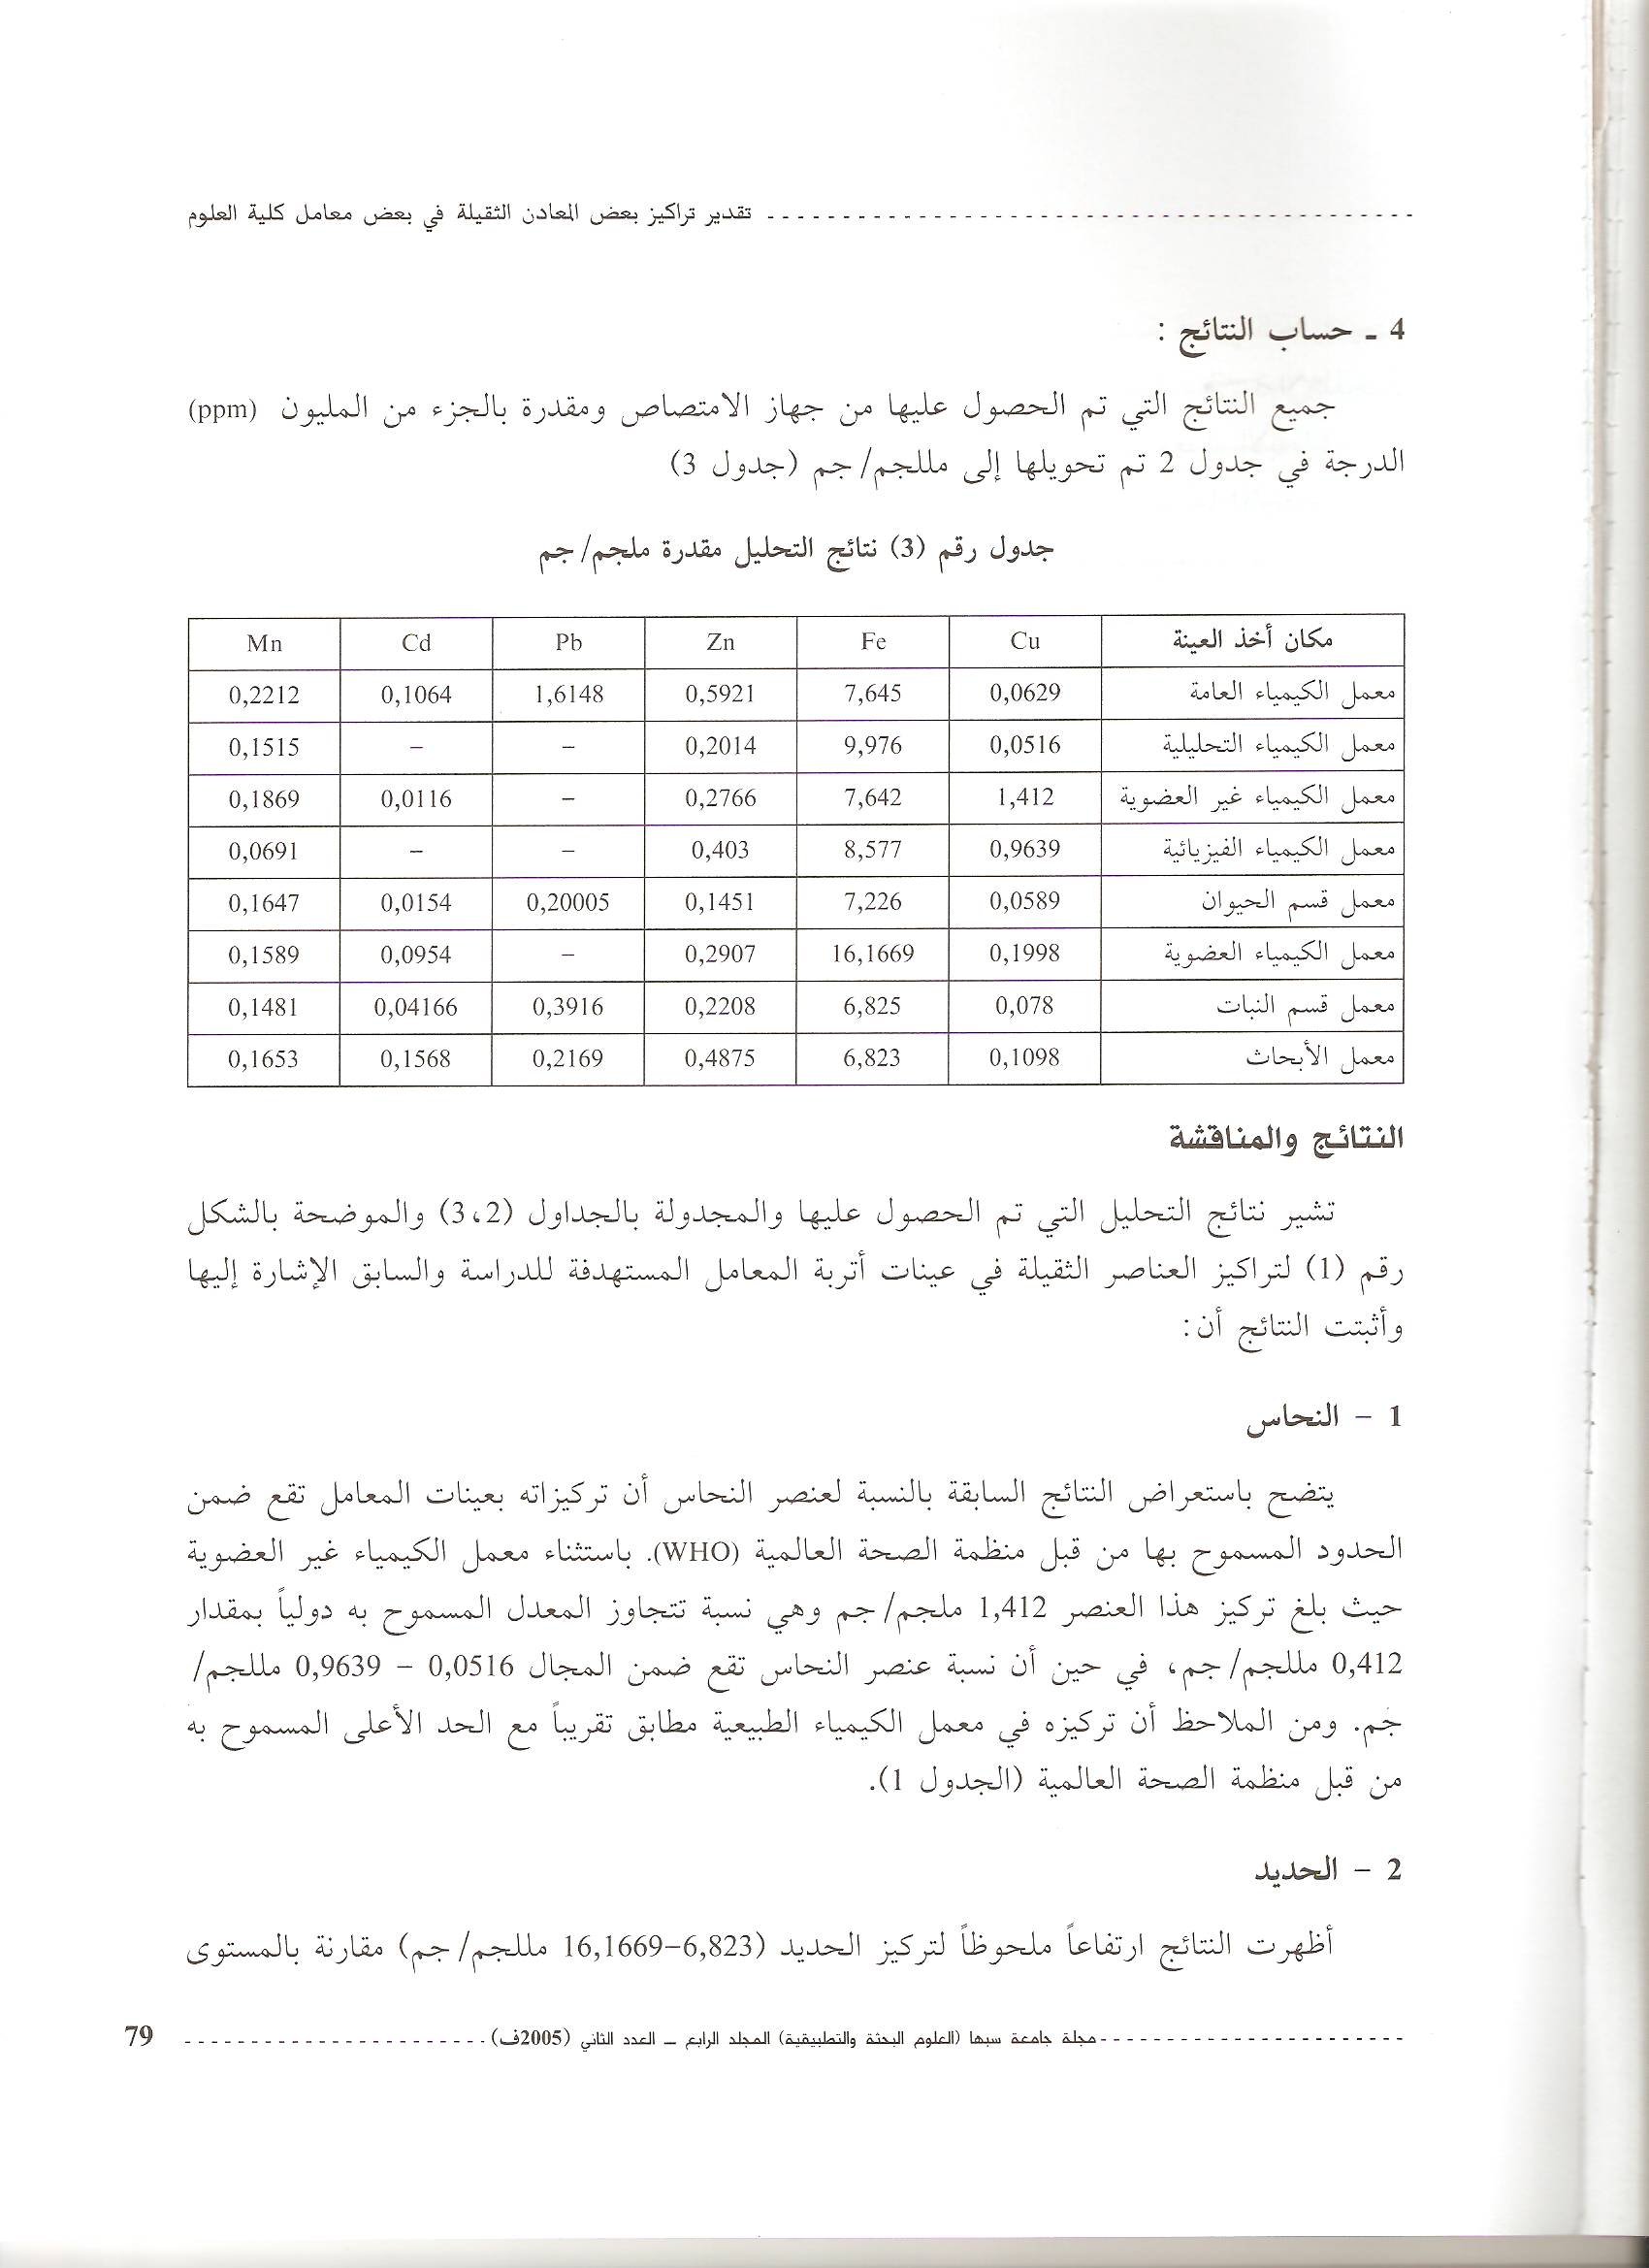 تقدير تراكيز بعض المعادن الثقيلة في بعض معامل كلية العلوم
4 ـ حساب النتائج :
جميع النتائج التي تم الحصول عليها من جهاز الامتصاص ومقدرة بالجزء من المليون (ppm)
الدرجة في جدول 2 تم تحويلها إلى مللجم/جم (جدول 3)
جدول رقم (3) نتائج التحليل مقدرة ملجم/جم
مكان أخذ العينة Cu Fe Zn Pb Cd Mn
معمل الكيمياء العامة 0,0629 7,645 0,5921 1,6148 0,1064 0,2212
معمل الكيمياء التحليلية 0,0516 9,976 0,2014 – – 0,1515
معمل الكيمياء غير العضوية 1,412 7,642 0,2766 – 0,0116 0,1869
معمل الكيمياء الفيزيائية 0,9639 8,577 0,403 – – 0,0691
معمل قسم الحيوان 0,0589 7,226 0,1451 0,20005 0,0154 0,1647
معمل الكيمياء العضوية 0,1998 16,1669 0,2907 – 0,0954 0,1589
معمل قسم النبات 0,078 6,825 0,2208 0,3916 0,04166 0,1481
معمل الأبحاث 0,1098 6,823 0,4875 0,2169 0,1568 0,1653
النتائج والمناقشة
تشير نتائج التحليل التي تم الحصول عليها والمجدولة بالجداول (2،3) والموضحة بالشكل
رقم (1) لتراكيز العناصر الثقيلة في عينات أتربة المعامل المستهدفة للدراسة والسابق الإشارة إليها
وأثبتت النتائج أن:
1 – النحاس
يتضح باستعراض النتائج السابقة بالنسبة لعنصر النحاس أن تركيزاته بعينات المعامل تقع ضمن
الحدود المسموح بها من قبل منظمة الصحة العالمية (WHO). باستثناء معمل الكيمياء غير العضوية
حيث بلغ تركيز هذا العنصر 1,412 ملجم/جم وهي نسبة تتجاوز المعدل المسموح به دولياً بمقدار
0,412 مللجم/جم، في حين أن نسبة عنصر النحاس تقع ضمن المجال 0,0516 – 0,9639 مللجم/
جم. ومن الملاحظ أن تركيزه في معمل الكيمياء الطبيعية مطابق تقريباً مع الحد الأعلى المسموح به
من قبل منظمة الصحة العالمية (الجدول 1).
2 – الحديد
أظهرت النتائج ارتفاعاً ملحوظاً لتركيز الحديد (6,823–16,1669 مللجم/جم) مقارنة بالمستوى
مجلة جامعة سبها (العلوم البحثة والتطبيقية) المجلد الرابع ــ العدد الثاني (2005ف) 79